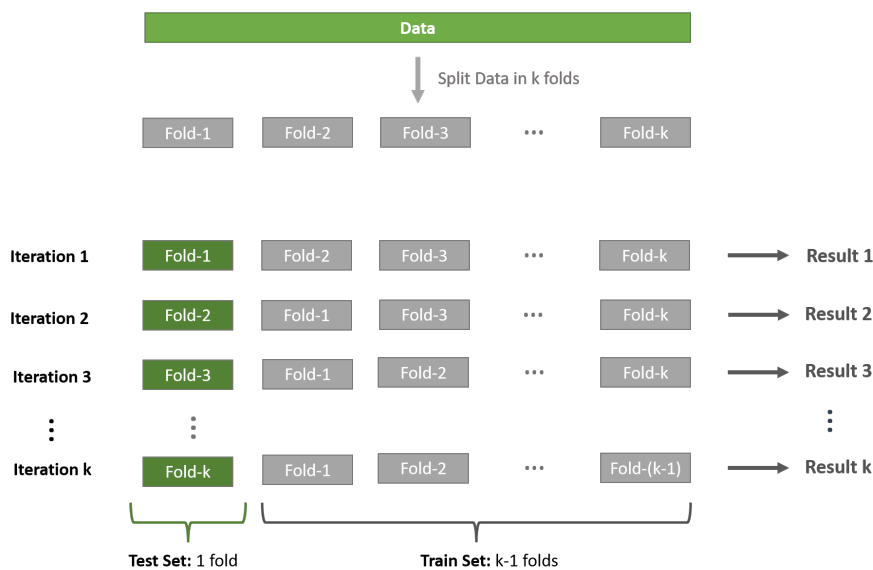 Data
Split Data in k folds
Fold-1 Fold-2 Fold-3 ... Fold-k
Iteration 1 Fold-1 Fold-2 Fold-3 ... Fold-k Result 1
Iteration 2 Fold-2 Fold-1 Fold-3 ... Fold-k Result 2
Iteration 3 Fold-3 Fold-1 Fold-2 ... Fold-k Result 3
Iteration k Fold-k Fold-1 Fold-2 ... Fold-(k-1) Result k
Test Set: 1 fold Train Set: k-1 folds